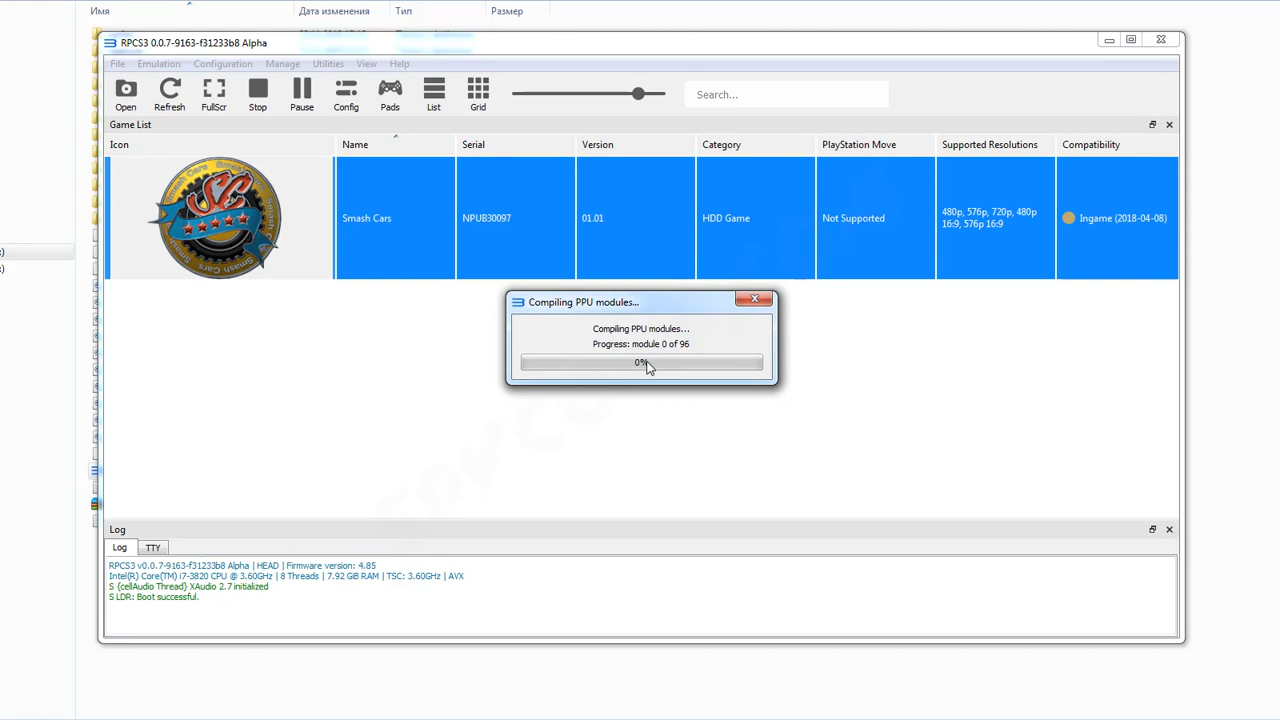 Имя Дата изменения Тип Размер
RPCS3 0.0.7-9163-f31233b8 Alpha
File Emulation Configuration Manage Utilities View Help
Open Refresh FullScr Stop Pause Config Pads List Grid Search...
Game List
Icon Name Serial Version Category PlayStation Move Supported Resolutions Compatibility
SC
Smash Cars NPUB30097 01.01 HDD Game Not Supported 480p, 576p, 720p, 480p Ingame (2018-04-08)
16:9, 576p 16:9
Compiling PPU modules...
Compiling PPU modules...
Progress: module 0 of 96
0%
Log
Log TTY
RPCS3 v0.0.7-9163-f31233b8 Alpha | HEAD | Firmware version: 4.85
Intel(R) Core(TM) i7-3820 CPU @ 3.60GHz | 8 Threads | 7.92 GiB RAM | TSC: 3.60GHz | AVX
S {cellAudio Thread} XAudio 2.7 initialized
S LDR: Boot successful.